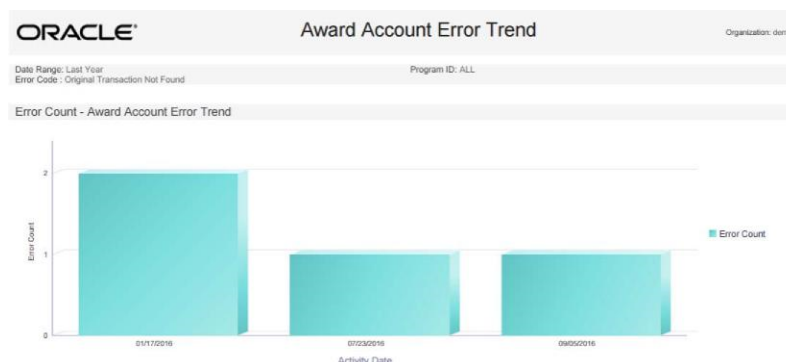 ORACLE®
Award Account Error Trend
Organization: den
Date Range: Last Year
Program ID: ALL
Error Code : Original Transaction Not Found
Error Count - Award Account Error Trend
2
1
0
Error Count
01/17/2016
07/23/2016
09/05/2016
Activity Date
Error Count